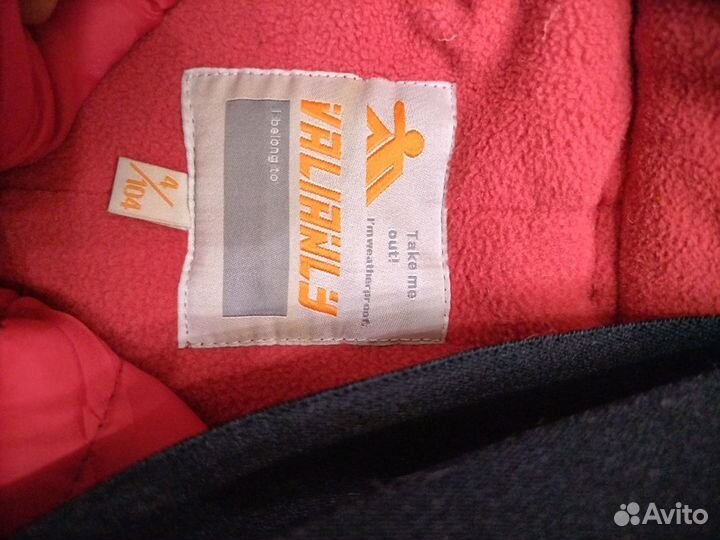 Take me
out!
I'm weatherproof.
VALIANLY
I belong to
4/104
Avito